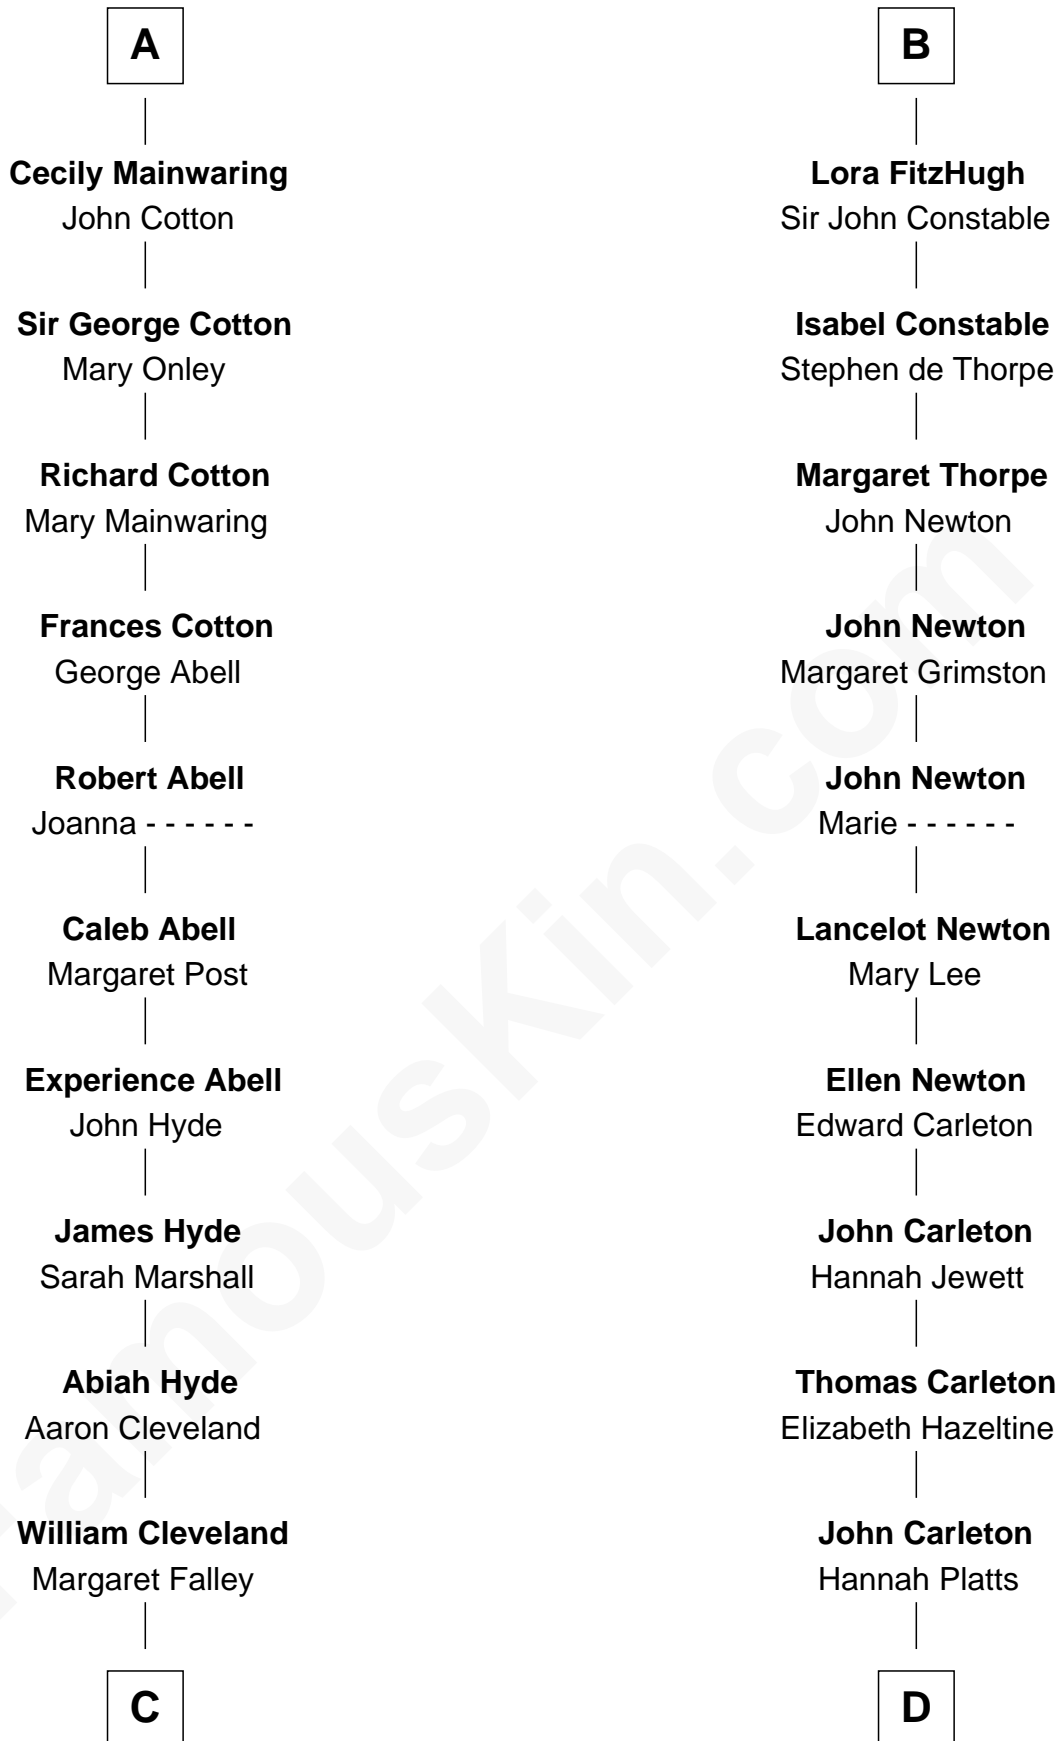 A
Cecily Mainwaring
John Cotton
Sir George Cotton
Mary Onley
Richard Cotton
Mary Mainwaring
Frances Cotton
George Abell
Robert Abell
Joanna - - - - - -
Caleb Abell
Margaret Post
Experience Abell
John Hyde
James Hyde
Sarah Marshall
Abiah Hyde
Aaron Cleveland
William Cleveland
Margaret Falley
C
B
Lora FitzHugh
Sir John Constable
Isabel Constable
Stephen de Thorpe
Margaret Thorpe
John Newton
John Newton
Margaret Grimston
John Newton
Marie - - - - - -
Lancelot Newton
Mary Lee
Ellen Newton
Edward Carleton
John Carleton
Hannah Jewett
Thomas Carleton
Elizabeth Hazeltine
John Carleton
Hannah Platts
D
FamousKin.com